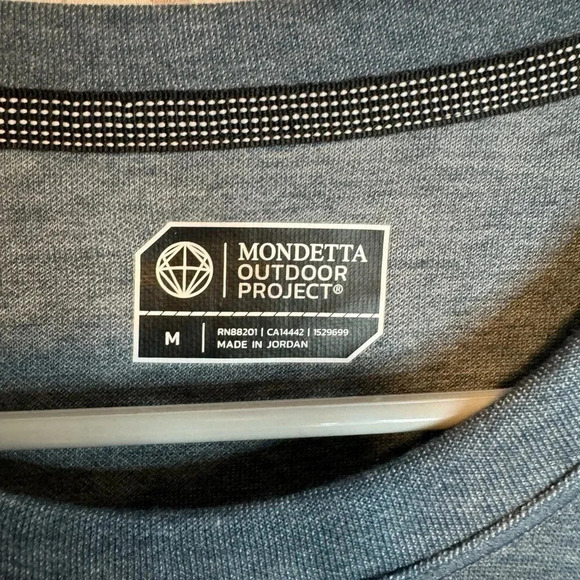 MONDETTA
OUTDOOR
PROJECT®
M
RN88201 | CA14442 | 1529699
MADE IN JORDAN